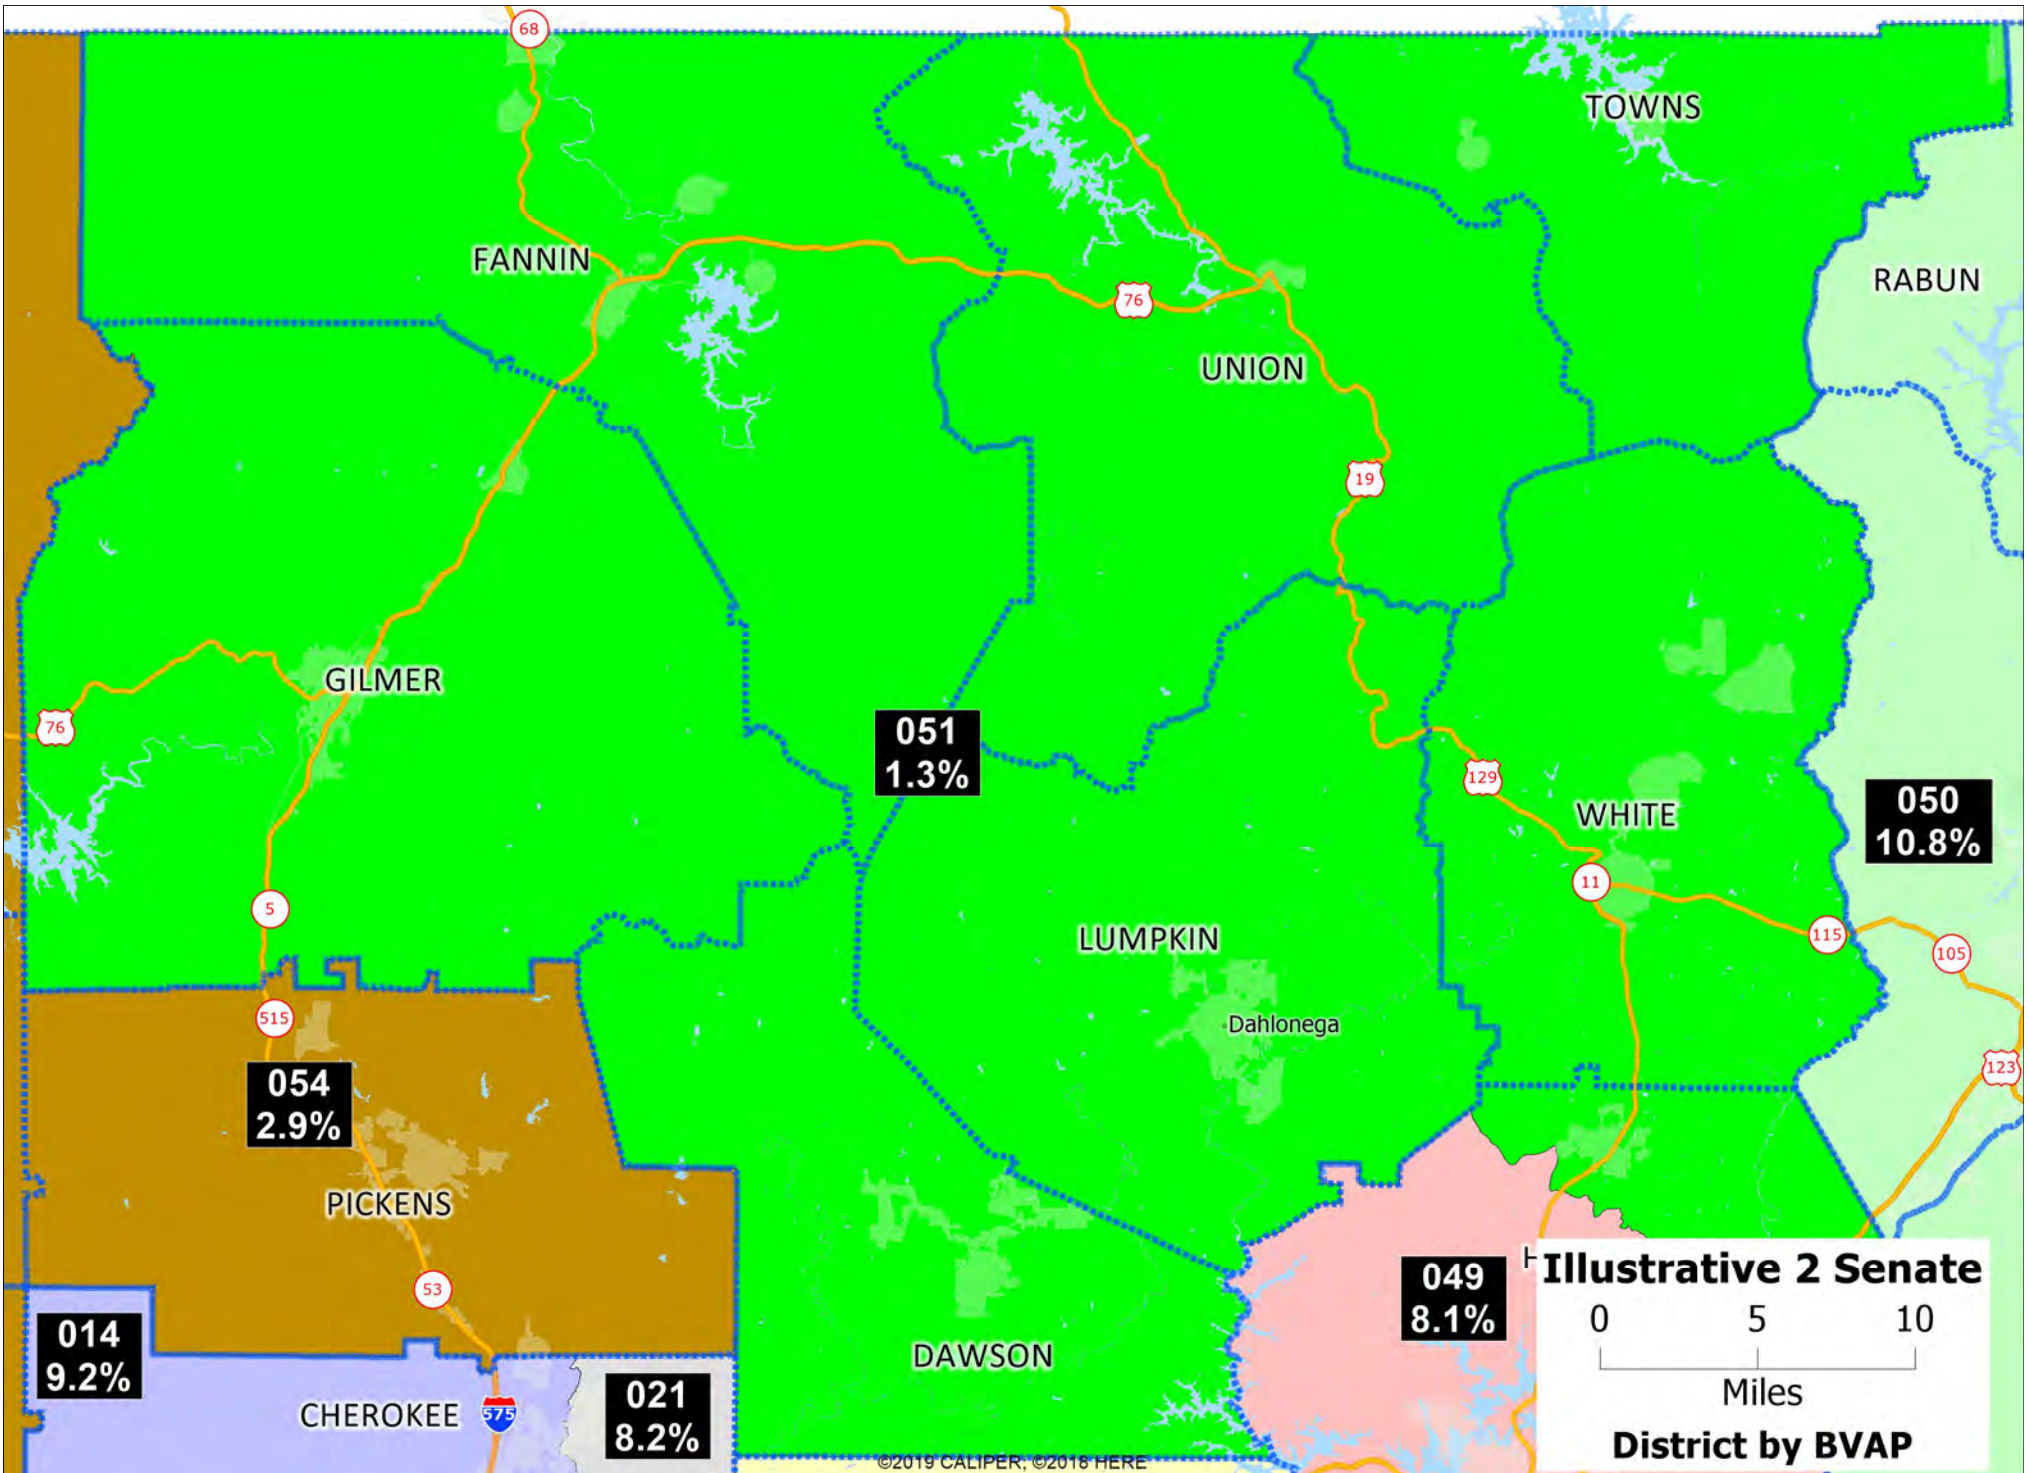 68
TOWNS
FANNIN
RABUN
76
UNION
19
GILMER
76
051
1.3%
129
WHITE
050
10.8%
11
5
LUMPKIN
115
105
515
Dahlonega
123
054
2.9%
PICKENS
H
Illustrative 2 Senate
049
8.1%
53
0 5 10
014
9.2%
DAWSON
Miles
021
8.2%
CHEROKEE
575
District by BVAP
©2019 CALIPER; ©2018 HERE